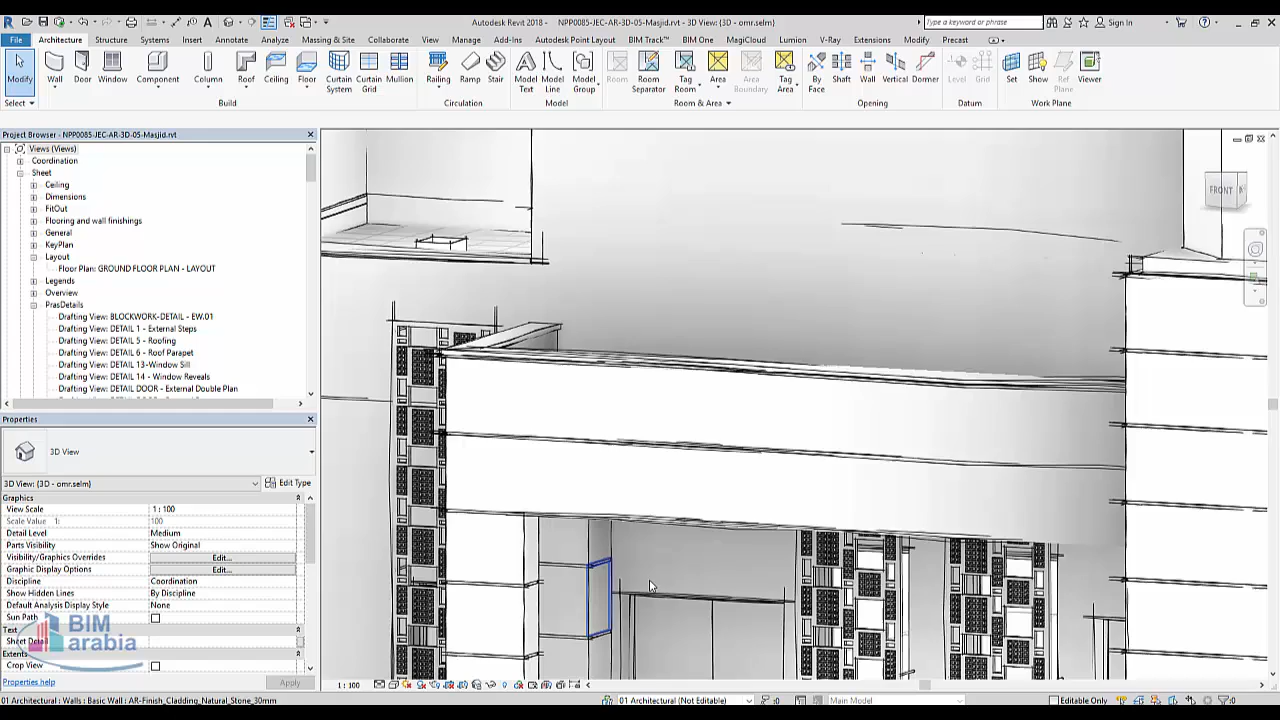 Autodesk Revit 2018 - NPP0085-JEC-AR-3D-05-Masjid.rvt - 3D View: {3D - omr.selm}
Type a keyword or phrase
Sign In
File Architecture Structure Systems Insert Annotate Analyze Massing & Site Collaborate View Manage Add-Ins Autodesk Point Layout BIM Track™ BIM One MagiCloud Lumion V-Ray Extensions Modify Precast
Modify Wall Door Window Component Column Roof Ceiling Floor Curtain System Curtain Grid Mullion Railing Ramp Stair Model Text Model Line Model Group Room Room Separator Tag Room Area Area Boundary Tag Area By Face Shaft Wall Vertical Dormer Level Grid Set Show Ref Plane Viewer
Select Build Circulation Model Room & Area Opening Datum Work Plane
Project Browser - NPP0085-JEC-AR-3D-05-Masjid.rvt
Views (Views)
Coordination
Sheet
Ceiling
Dimensions
FitOut
Flooring and wall finishings
General
KeyPlan
Layout
Floor Plan: GROUND FLOOR PLAN - LAYOUT
Legends
Overview
PrasDetails
Drafting View: BLOCKWORK-DETAIL - EW.01
Drafting View: DETAIL 1 - External Steps
Drafting View: DETAIL 5 - Roofing
Drafting View: DETAIL 6 - Roof Parapet
Drafting View: DETAIL 13-Window Sill
Drafting View: DETAIL 14 - Window Reveals
Drafting View: DETAIL DOOR - External Double Plan
FRONT
Properties
3D View
3D View: {3D - omr.selm}
Edit Type
Graphics
View Scale 1 : 100
Scale Value 1: 100
Detail Level Medium
Parts Visibility Show Original
Visibility/Graphics Overrides Edit...
Graphic Display Options Edit...
Discipline Coordination
Show Hidden Lines By Discipline
Default Analysis Display Style None
Sun Path
Text
Sheet
Extents
Crop View
BIM
arabia
Properties help
Apply
1 : 100
01 Architectural : Walls : Basic Wall : AR-Finish_Cladding_Natural_Stone_30mm
01 Architectural (Not Editable)
:0
Main Model
Editable Only
:0